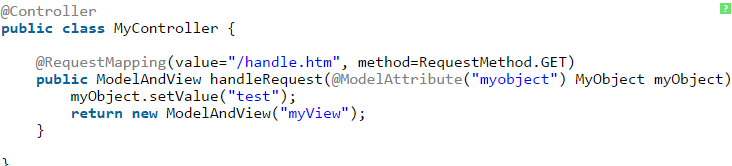 @Controller
public class MyController {
@RequestMapping(value="/handle.htm", method=RequestMethod.GET)
public ModelAndView handleRequest(@ModelAttribute("myobject") MyObject myObject)
myObject.setValue("test");
return new ModelAndView("myView");
}
}
?